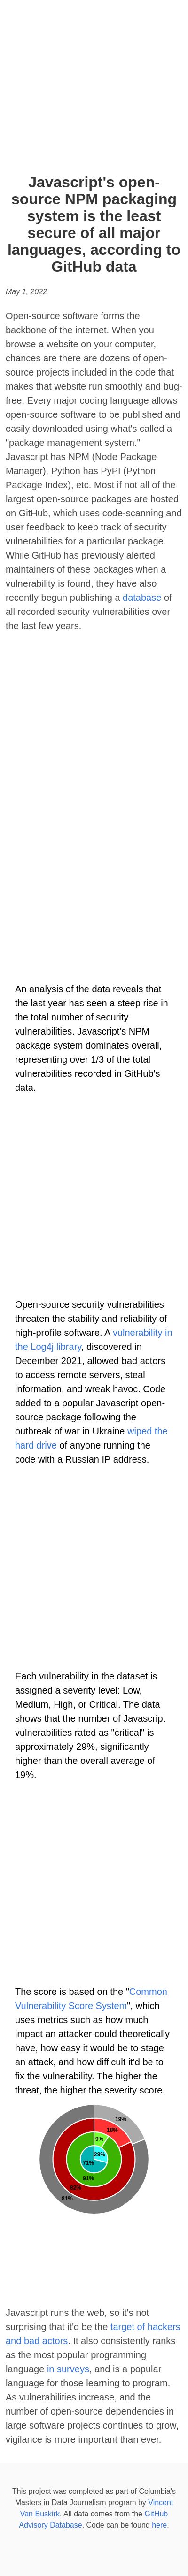 Javascript's open-
source NPM packaging
system is the least
secure of all major
languages, according to
GitHub data
May 1, 2022
Open-source software forms the
backbone of the internet. When you
browse a website on your computer,
chances are there are dozens of open-
source projects included in the code that
makes that website run smoothly and bug-
free. Every major coding language allows
open-source software to be published and
easily downloaded using what's called a
"package management system."
Javascript has NPM (Node Package
Manager), Python has PyPI (Python
Package Index), etc. Most if not all of the
largest open-source packages are hosted
on GitHub, which uses code-scanning and
user feedback to keep track of security
vulnerabilities for a particular package.
While GitHub has previously alerted
maintainers of these packages when a
vulnerability is found, they have also
recently begun publishing a database of
all recorded security vulnerabilities over
the last few years.
An analysis of the data reveals that
the last year has seen a steep rise in
the total number of security
vulnerabilities. Javascript's NPM
package system dominates overall,
representing over 1/3 of the total
vulnerabilities recorded in GitHub's
data.
Open-source security vulnerabilities
threaten the stability and reliability of
high-profile software. A vulnerability in
the Log4j library, discovered in
December 2021, allowed bad actors
to access remote servers, steal
information, and wreak havoc. Code
added to a popular Javascript open-
source package following the
outbreak of war in Ukraine wiped the
hard drive of anyone running the
code with a Russian IP address.
Each vulnerability in the dataset is
assigned a severity level: Low,
Medium, High, or Critical. The data
shows that the number of Javascript
vulnerabilities rated as "critical" is
approximately 29%, significantly
higher than the overall average of
19%.
The score is based on the "Common
Vulnerability Score System", which
uses metrics such as how much
impact an attacker could theoretically
have, how easy it would be to stage
an attack, and how difficult it'd be to
fix the vulnerability. The higher the
threat, the higher the severity score.
19%
18%
9%
29%
71%
91%
82%
81%
Javascript runs the web, so it's not
surprising that it'd be the target of hackers
and bad actors. It also consistently ranks
as the most popular programming
language in surveys, and is a popular
language for those learning to program.
As vulnerabilities increase, and the
number of open-source dependencies in
large software projects continues to grow,
vigilance is more important than ever.
This project was completed as part of Columbia's
Masters in Data Journalism program by Vincent
Van Buskirk. All data comes from the GitHub
Advisory Database. Code can be found here.